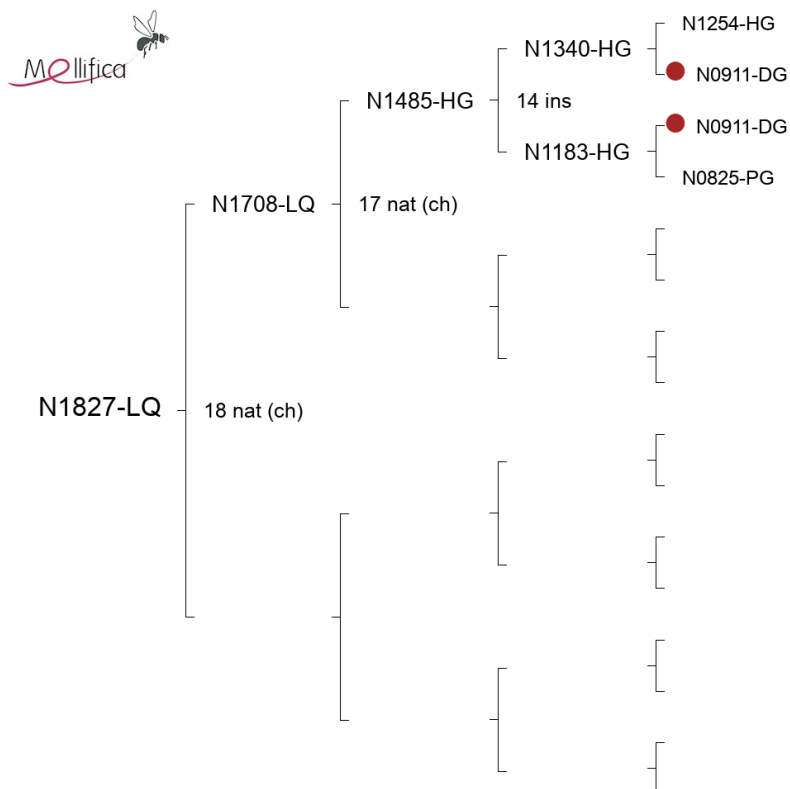 Mellifica
N1254-HG
N1340-HG
N0911-DG
N1485-HG
14 ins
N0911-DG
N1183-HG
N0825-PG
N1708-LQ
17 nat (ch)
N1827-LQ
18 nat (ch)